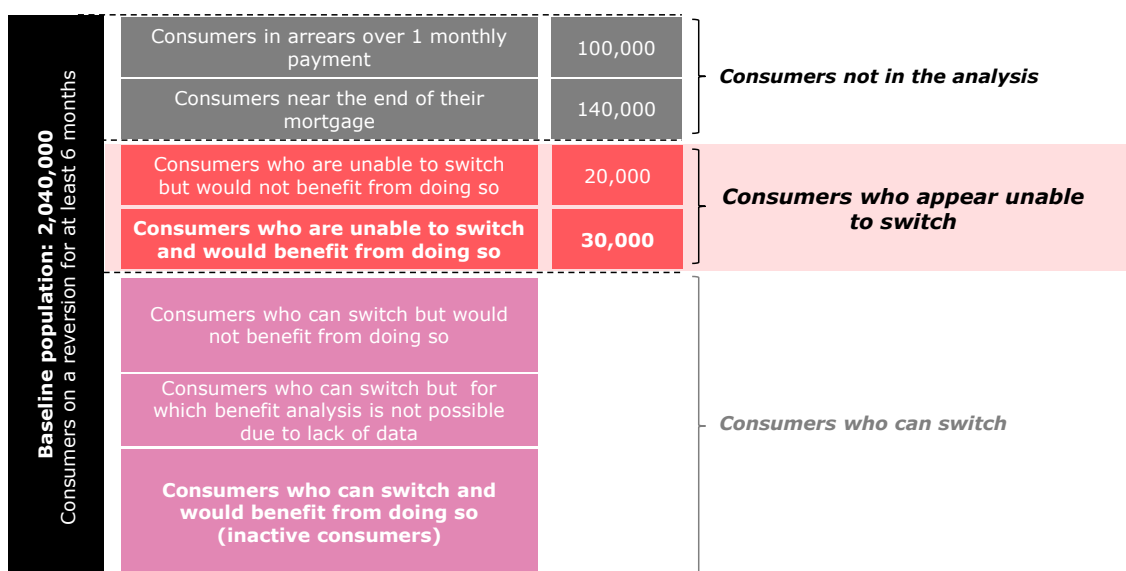 Baseline population: 2,040,000
Consumers on a reversion for at least 6 months
Consumers in arrears over 1 monthly
payment
100,000
Consumers near the end of their
mortgage
140,000
Consumers not in the analysis
Consumers who are unable to switch
but would not benefit from doing so
20,000
Consumers who are unable to switch
and would benefit from doing so
30,000
Consumers who appear unable
to switch
Consumers who can switch but would
not benefit from doing so
Consumers who can switch but for
which benefit analysis is not possible
due to lack of data
Consumers who can switch and
would benefit from doing so
(inactive consumers)
Consumers who can switch